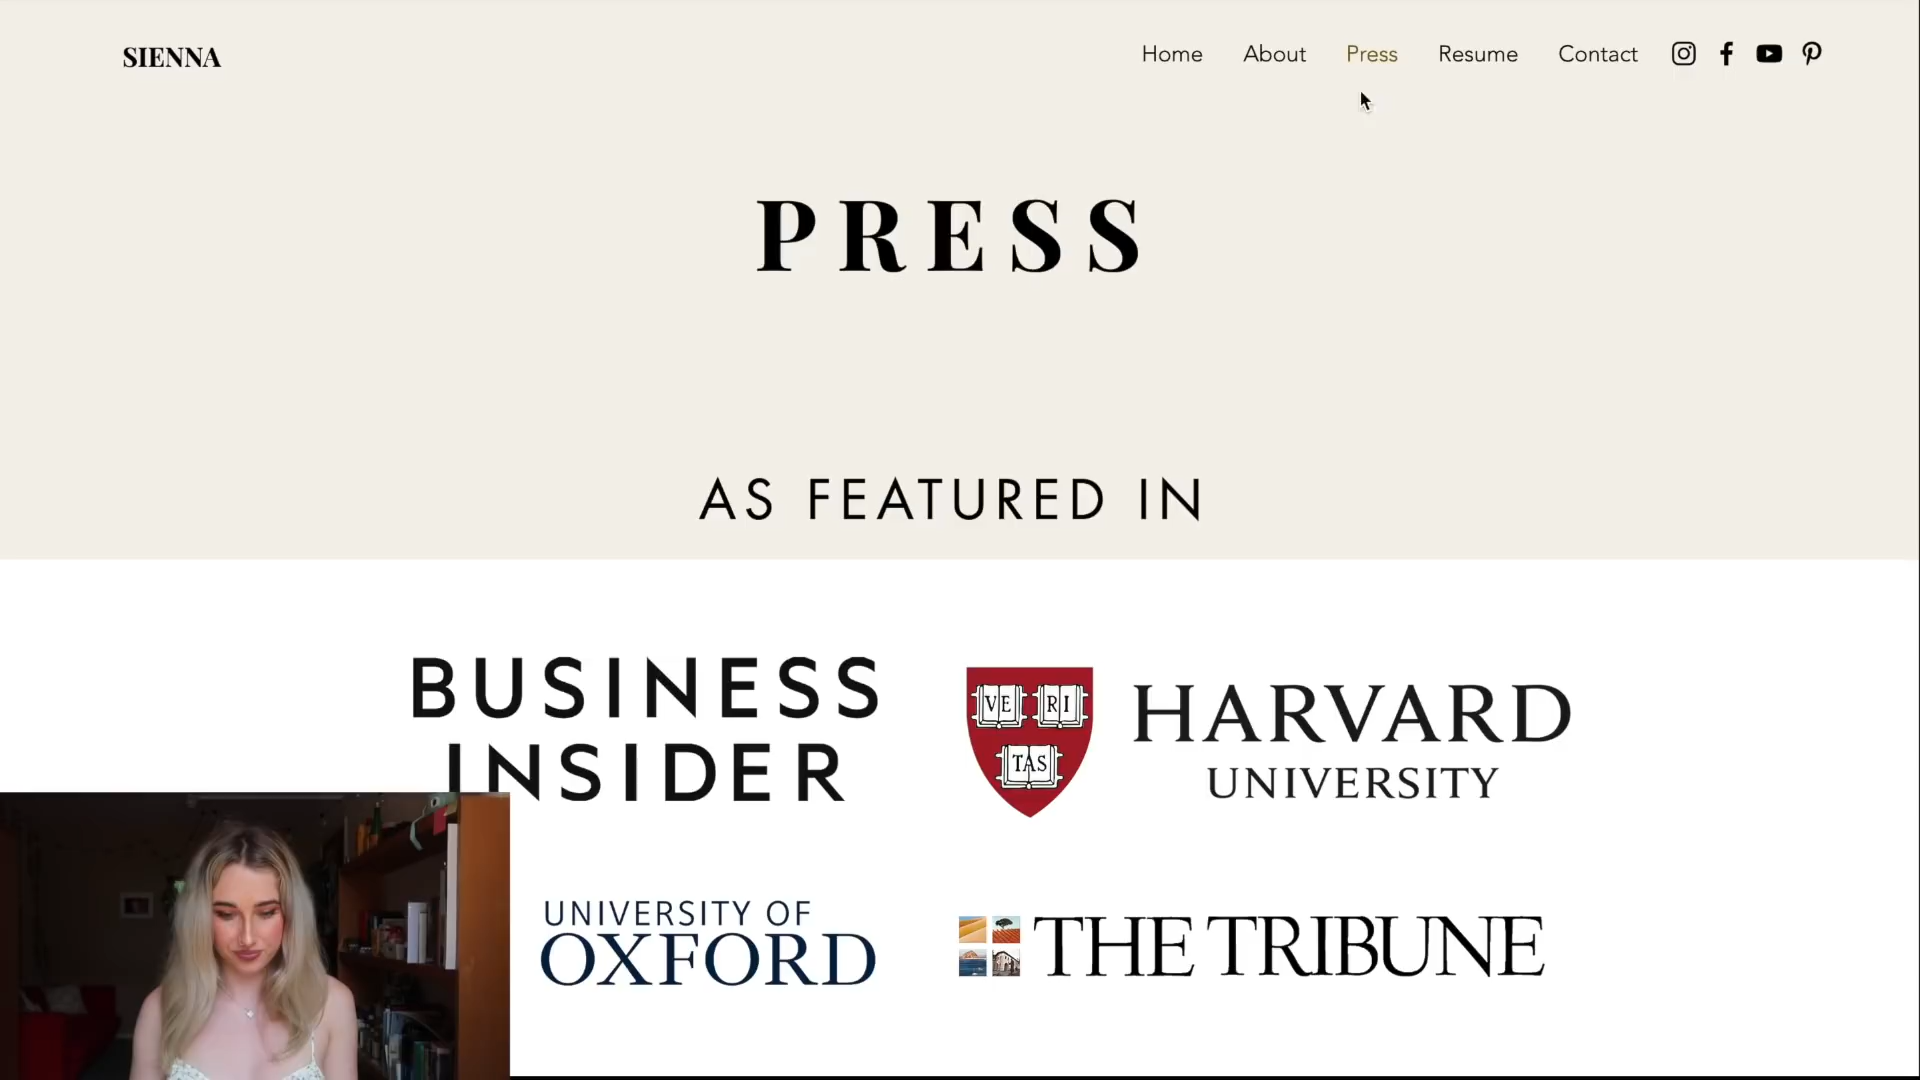 SIENNA
Home About Press Resume Contact
PRESS
AS FEATURED IN
BUSINESS
INSIDER
VE RI
TAS
HARVARD
UNIVERSITY
UNIVERSITY OF
OXFORD
THE TRIBUNE